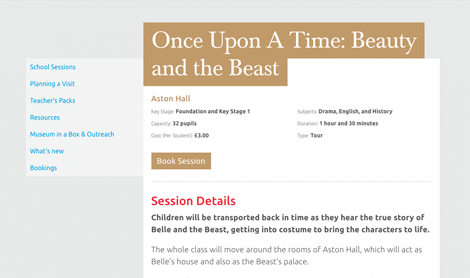 Once Upon A Time: Beauty
and the Beast
School Sessions
Planning a Visit
Teacher's Packs
Resources
Museum in a Box & Outreach
What's new
Bookings
Aston Hall
Key Stage: Foundation and Key Stage 1
Subjects: Drama, English, and History
Capacity: 32 pupils
Duration: 1 hour and 30 minutes
Cost (Per Student): £3.00
Type: Tour
Book Session
Session Details
Children will be transported back in time as they hear the true story of
Belle and the Beast, getting into costume to bring the characters to life.
The whole class will move around the rooms of Aston Hall, which will act as
Belle's house and also as the Beast's palace.